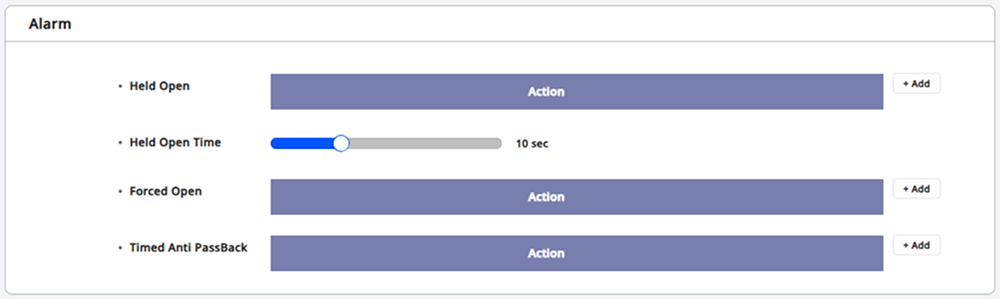 Alarm
• Held Open
Action
+ Add
• Held Open Time
10 sec
• Forced Open
Action
+ Add
• Timed Anti PassBack
Action
+ Add